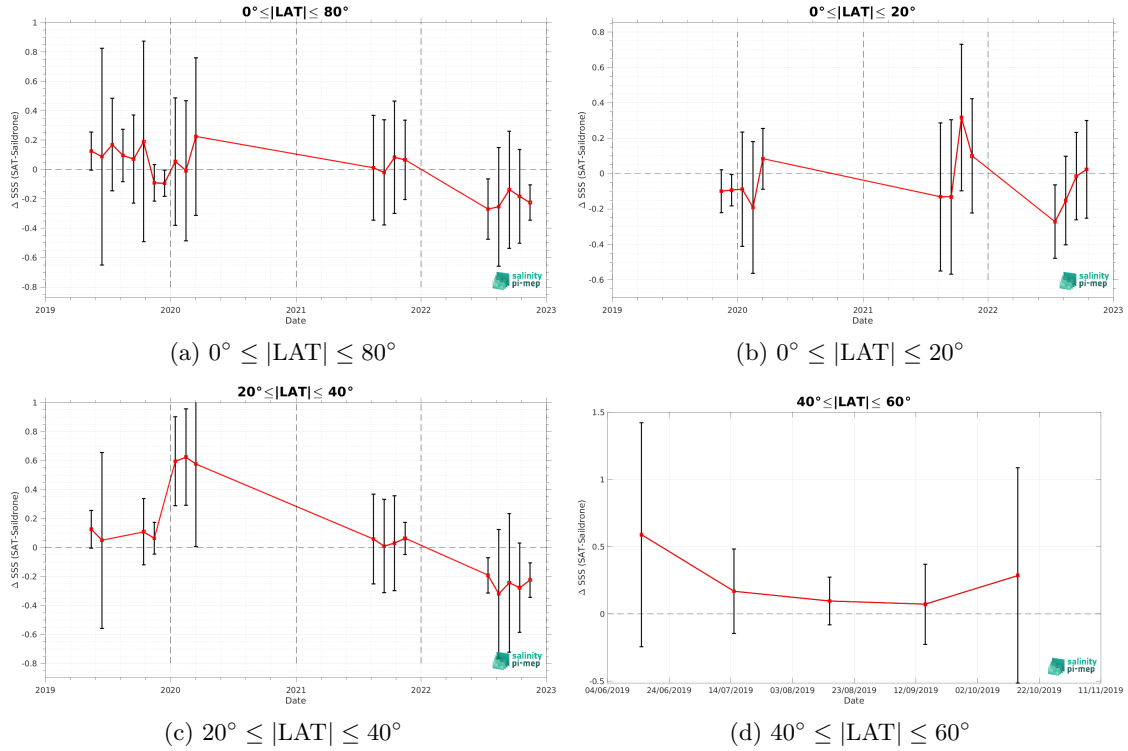 0°≤|LAT|≤ 80°
1
0.8
0.6
0.4
0.2
0
-0.2
-0.4
-0.6
-0.8
Δ SSS (SAT-Saildrone)
2019
2020
2021
2022
2023
Date
salinity
pi-mep
(a) 0° ≤ |LAT| ≤ 80°
0°≤|LAT|≤ 20°
0.8
0.6
0.4
0.2
0
-0.2
-0.4
-0.6
Δ SSS (SAT-Saildrone)
2019
2020
2021
2022
2023
Date
salinity
pi-mep
(b) 0° ≤ |LAT| ≤ 20°
20°≤|LAT|≤ 40°
1
0.8
0.6
0.4
0.2
0
-0.2
-0.4
-0.6
-0.8
Δ SSS (SAT-Saildrone)
2019
2020
2021
2022
2023
Date
salinity
pi-mep
(c) 20° ≤ |LAT| ≤ 40°
40°≤|LAT|≤ 60°
1.5
1
0.5
0
-0.5
Δ SSS (SAT-Saildrone)
04/06/2019
24/06/2019
14/07/2019
03/08/2019
23/08/2019
12/09/2019
02/10/2019
22/10/2019
11/11/2019
Date
salinity
pi-mep
(d) 40° ≤ |LAT| ≤ 60°